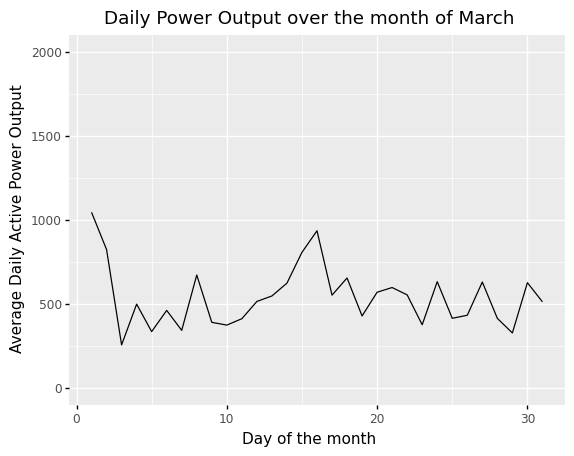 Daily Power Output over the month of March
Average Daily Active Power Output
2000
1500
1000
500
0
0 10 20 30
Day of the month